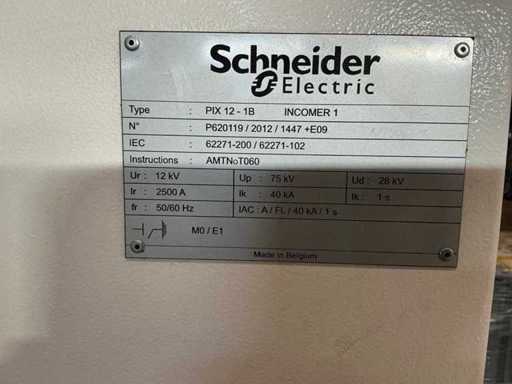 Schneider
Electric
Type : PIX 12 - 1B INCOMER 1
N° : P620119 / 2012 / 1447 +E09
IEC : 62271-200 / 62271-102
Instructions : AMTNoT060
Ur : 12 kV Up : 75 kV Ud : 28 kV
Ir : 2500 A Ik : 40 kA tk : 1 s
fr : 50/60 Hz IAC : A / FL / 40 kA / 1 s
M0 / E1
Made in Belgium